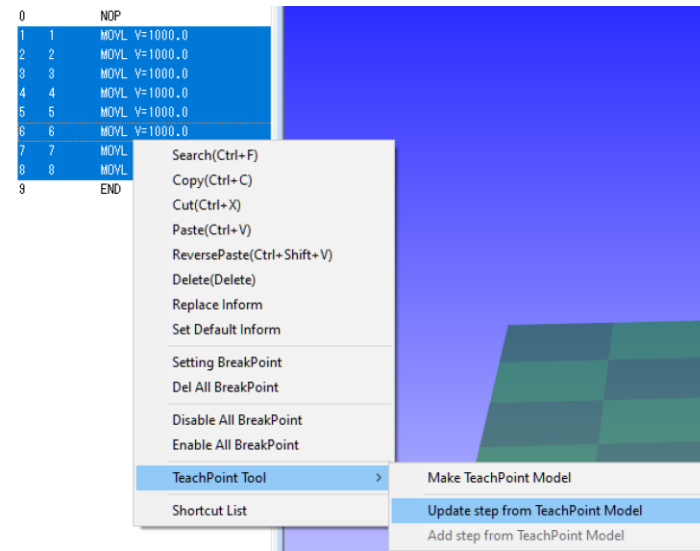 0 NOP
1 1 MOVL V=1000.0
2 2 MOVL V=1000.0
3 3 MOVL V=1000.0
4 4 MOVL V=1000.0
5 5 MOVL V=1000.0
6 6 MOVL V=1000.0
7 7 MOVL
8 8 MOVL
9 END
Search(Ctrl+F)
Copy(Ctrl+C)
Cut(Ctrl+X)
Paste(Ctrl+V)
ReversePaste(Ctrl+Shift+V)
Delete(Delete)
Replace Inform
Set Default Inform
Setting BreakPoint
Del All BreakPoint
Disable All BreakPoint
Enable All BreakPoint
TeachPoint Tool >
Shortcut List
Make TeachPoint Model
Update step from TeachPoint Model
Add step from TeachPoint Model